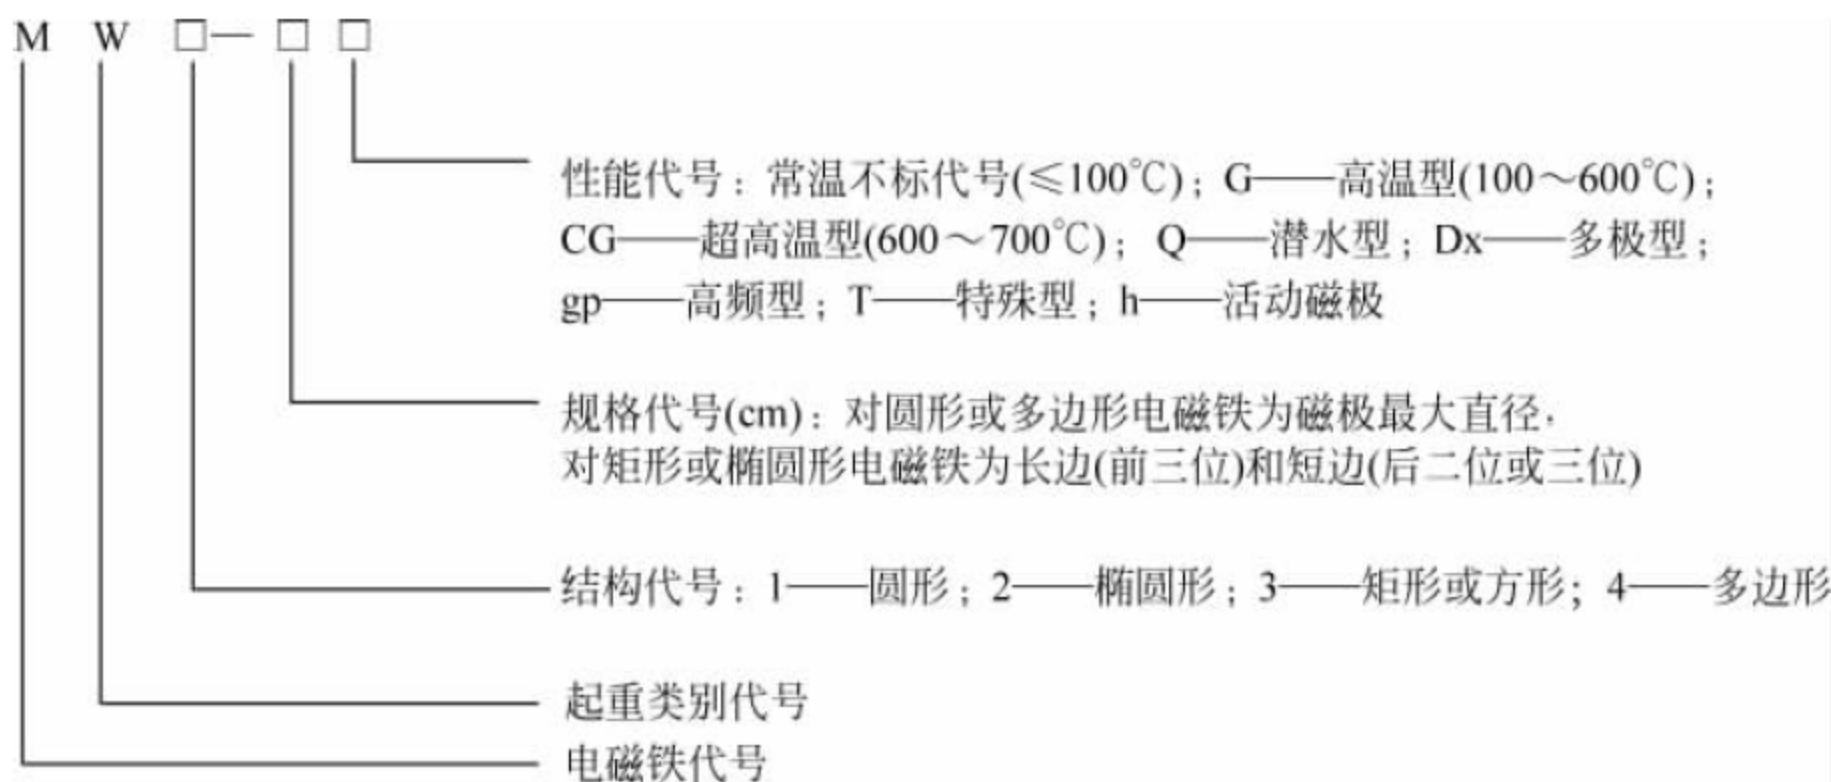 M W □—□ □
性能代号：常温不标代号(≤100℃)；G——高温型(100～600℃)；
CG——超高温型(600～700℃)；Q——潜水型；Dx——多极型；
gp——高频型；T——特殊型；h——活动磁极
规格代号(cm)：对圆形或多边形电磁铁为磁极最大直径，
对矩形或椭圆形电磁铁为长边(前三位)和短边(后二位或三位)
结构代号：1——圆形；2——椭圆形；3——矩形或方形；4——多边形
起重类别代号
电磁铁代号